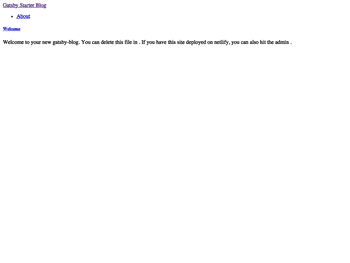 Gatsby Starter Blog
About
Welcome
Welcome to your new gatsby-blog. You can delete this file in . If you have this site deployed on netlify, you can also hit the admin .